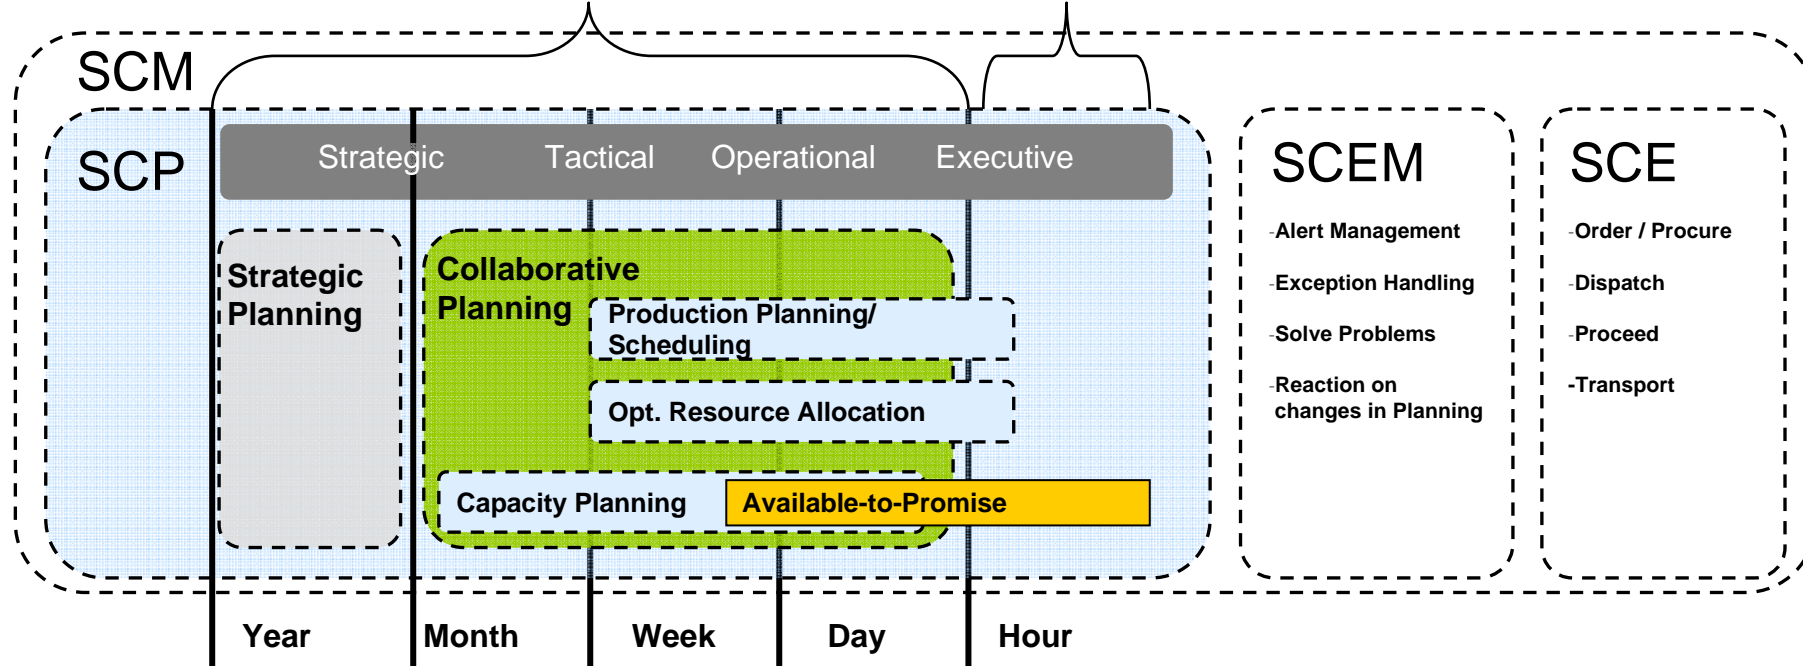 SCM
SCP
Strategic Tactical Operational Executive
Strategic
Planning
Collaborative
Planning
Production Planning/
Scheduling
Opt. Resource Allocation
Capacity Planning
Available-to-Promise
SCEM
-Alert Management
-Exception Handling
-Solve Problems
-Reaction on
changes in Planning
SCE
-Order / Procure
-Dispatch
-Proceed
-Transport
Year Month Week Day Hour